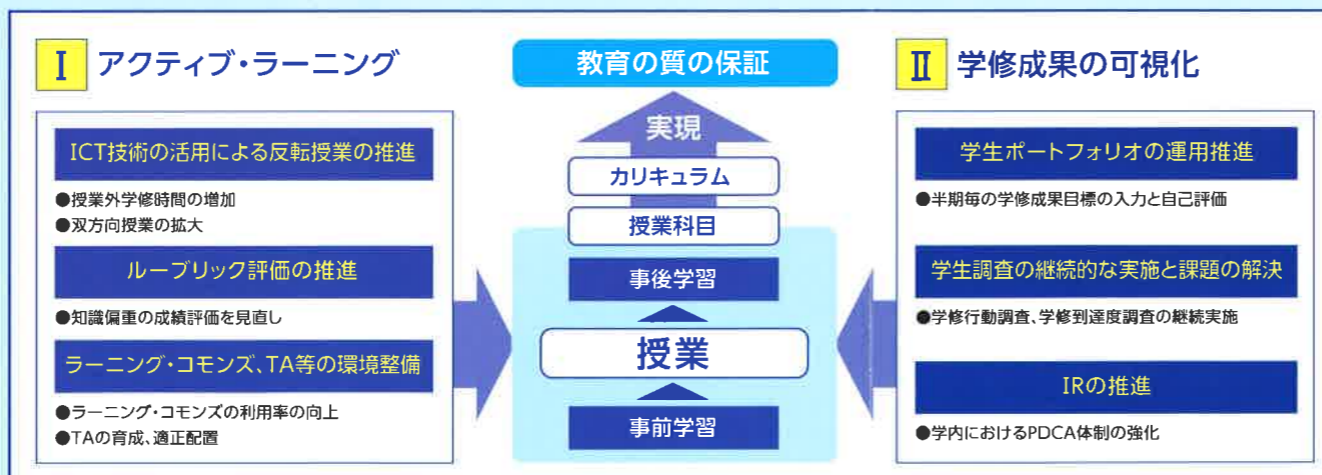 Ⅰ アクティブ・ラーニング
ICT技術の活用による反転授業の推進
●授業外学修時間の増加
●双方向授業の拡大
ルーブリック評価の推進
●知識偏重の成績評価を見直し
ラーニング・コモンズ、TA等の環境整備
●ラーニング・コモンズの利用率の向上
●TAの育成、適正配置
教育の質の保証
実現
カリキュラム
授業科目
事後学習
授業
事前学習
Ⅱ 学修成果の可視化
学生ポートフォリオの運用推進
●半期毎の学修成果目標の入力と自己評価
学生調査の継続的な実施と課題の解決
●学修行動調査、学修到達度調査の継続実施
IRの推進
●学内におけるPDCA体制の強化